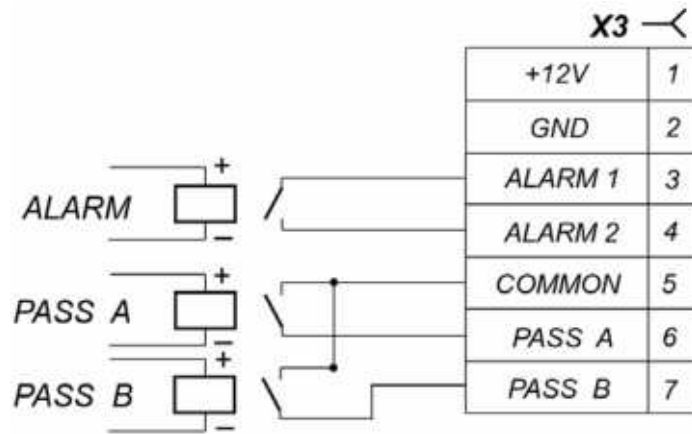 X3
+12V 1
GND 2
ALARM + - ALARM 1 3
ALARM 2 4
PASS A + - COMMON 5
PASS A 6
PASS B + - PASS B 7